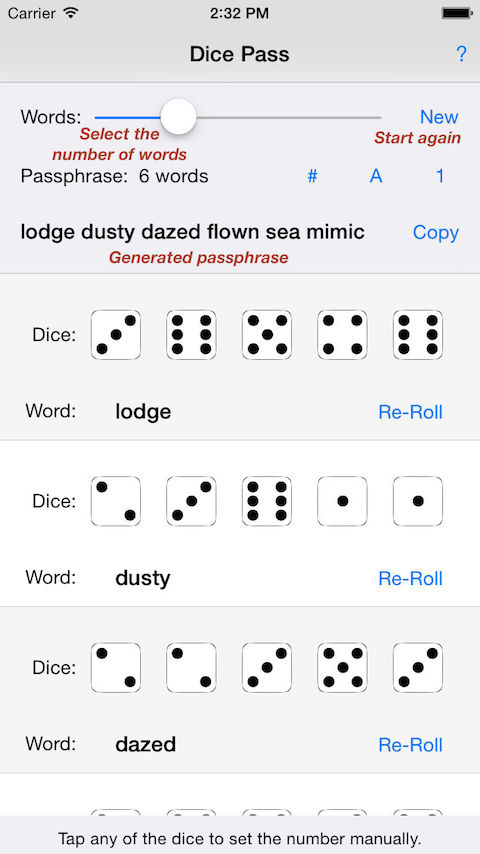 Carrier 2:32 PM
Dice Pass ?
Words: New
Select the Start again
number of words
Passphrase: 6 words # A 1
lodge dusty dazed flown sea mimic Copy
Generated passphrase
Dice:
Word: lodge Re-Roll
Dice:
Word: dusty Re-Roll
Dice:
Word: dazed Re-Roll
Tap any of the dice to set the number manually.